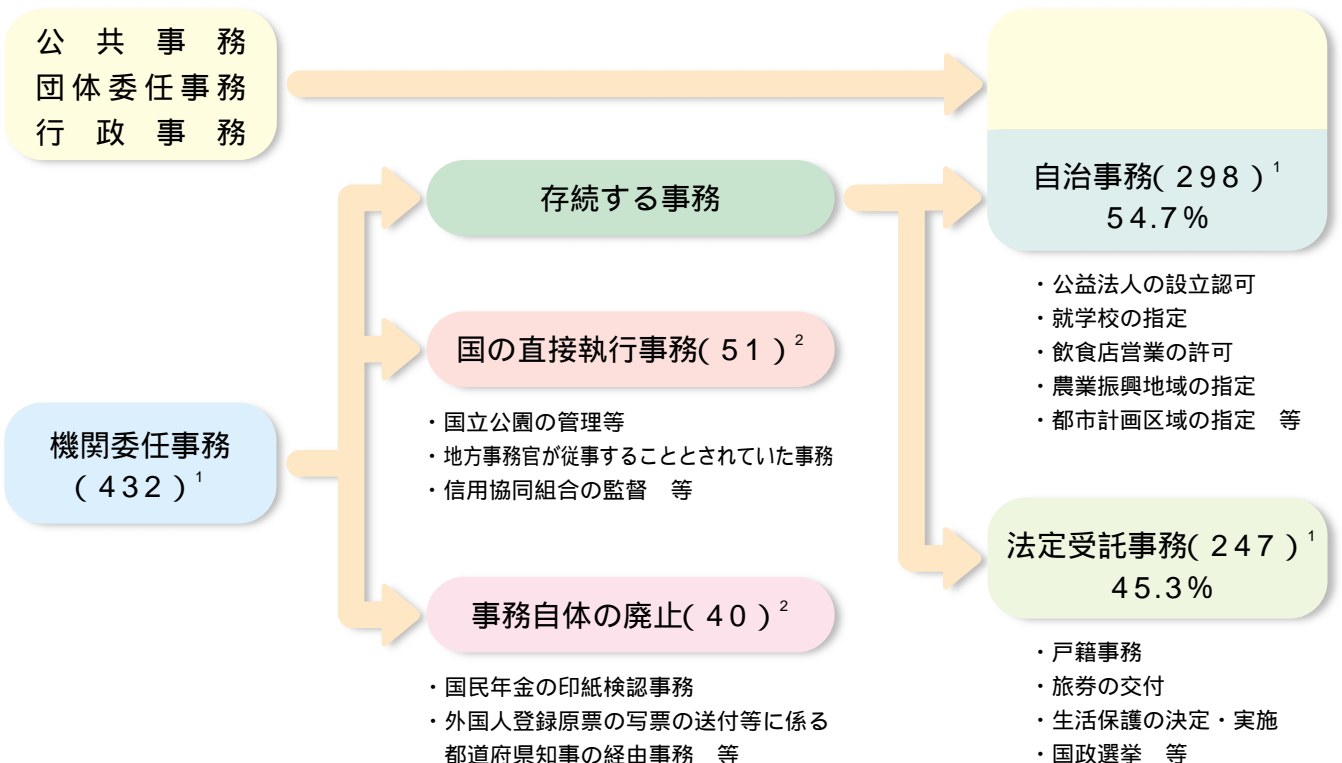 公共事務
団体委任事務
行政事務
機関委任事務
(432)1
存続する事務
国の直接執行事務(51)2
・国立公園の管理等
・地方事務官が従事することとされていた事務
・信用協同組合の監督　等
事務自体の廃止(40)2
・国民年金の印紙検認事務
・外国人登録原票の写票の送付等に係る
都道府県知事の経由事務　等
自治事務(298)1
54.7%
・公益法人の設立認可
・就学校の指定
・飲食店営業の許可
・農業振興地域の指定
・都市計画区域の指定　等
法定受託事務(247)1
45.3%
・戸籍事務
・旅券の交付
・生活保護の決定・実施
・国政選挙　等